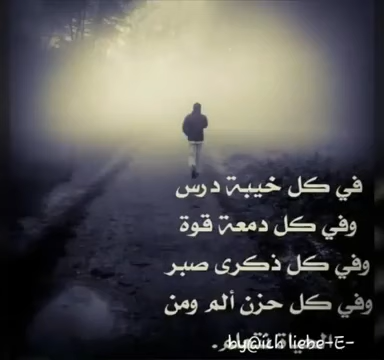 في كل خيبة درس
وفي كل دمعة قوة
وفي كل ذكرى صبر
وفي كل حزن ألم ومن
by@ich liebe-E-